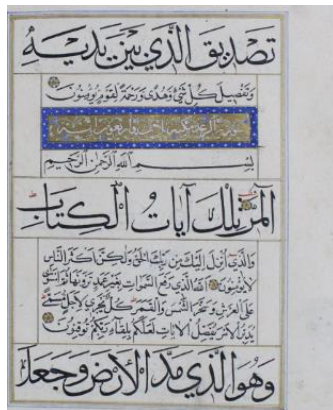 تصديق الذي بين يديه
وتفصيل كل شيء وهدى ورحمة لقوم يؤمنون
سورة الرعد
بسم الله الرحمن الرحيم
المر تلك آيات الكتاب
والذي أنزل إليك من ربك الحق ولكن أكثر الناس
لا يؤمنون الله الذي رفع السموات بغير عمد ترونها ثم استوى
على العرش وسخر الشمس والقمر كل يجري لأجل مسمى
يدبر الأمر يفصل الآيات لعلكم بلقاء ربكم توقنون
وهو الذي مد الأرض وجعل